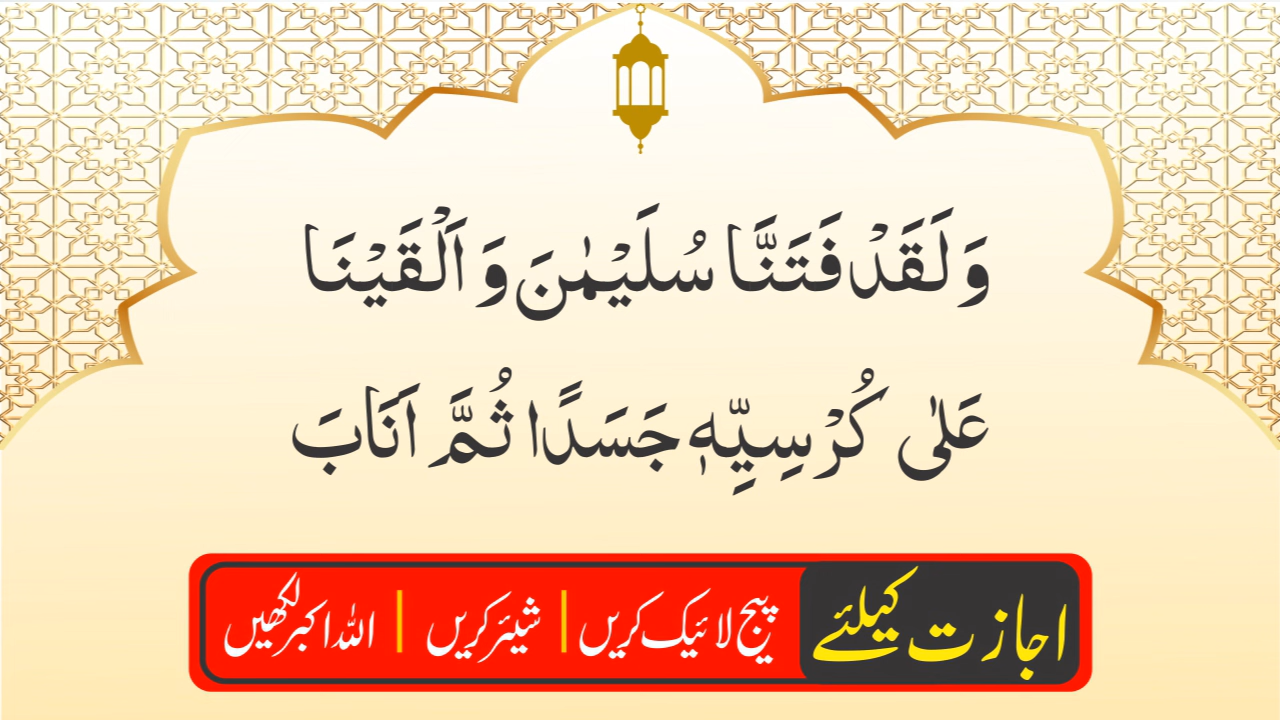 وَلَقَدْ فَتَنَّا سُلَيْمٰنَ وَ اَلْقَيْنَا
عَلٰى كُرْسِيِّهٖ جَسَدًا ثُمَّ اَنَابَ
اجازت کیلئے پیج لائیک کریں | شیئر کریں | اللہ اکبر لکھیں